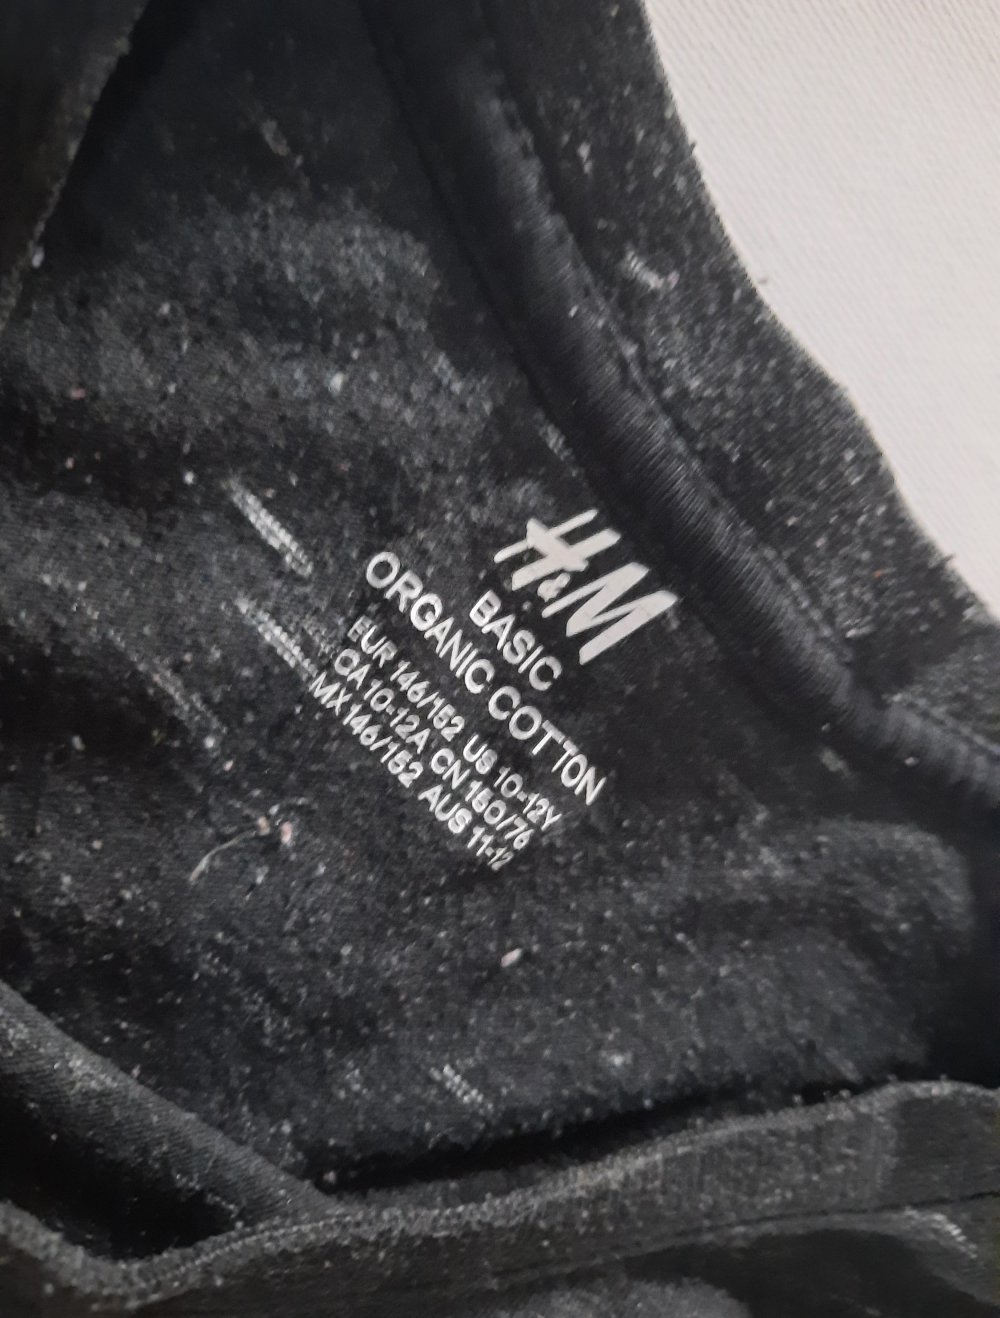 H&M
BASIC
ORGANIC COTTON
EUR 146/152 US 10-12Y
CA 10-12A CN 150/76
MX 146/152 AUS 11-12